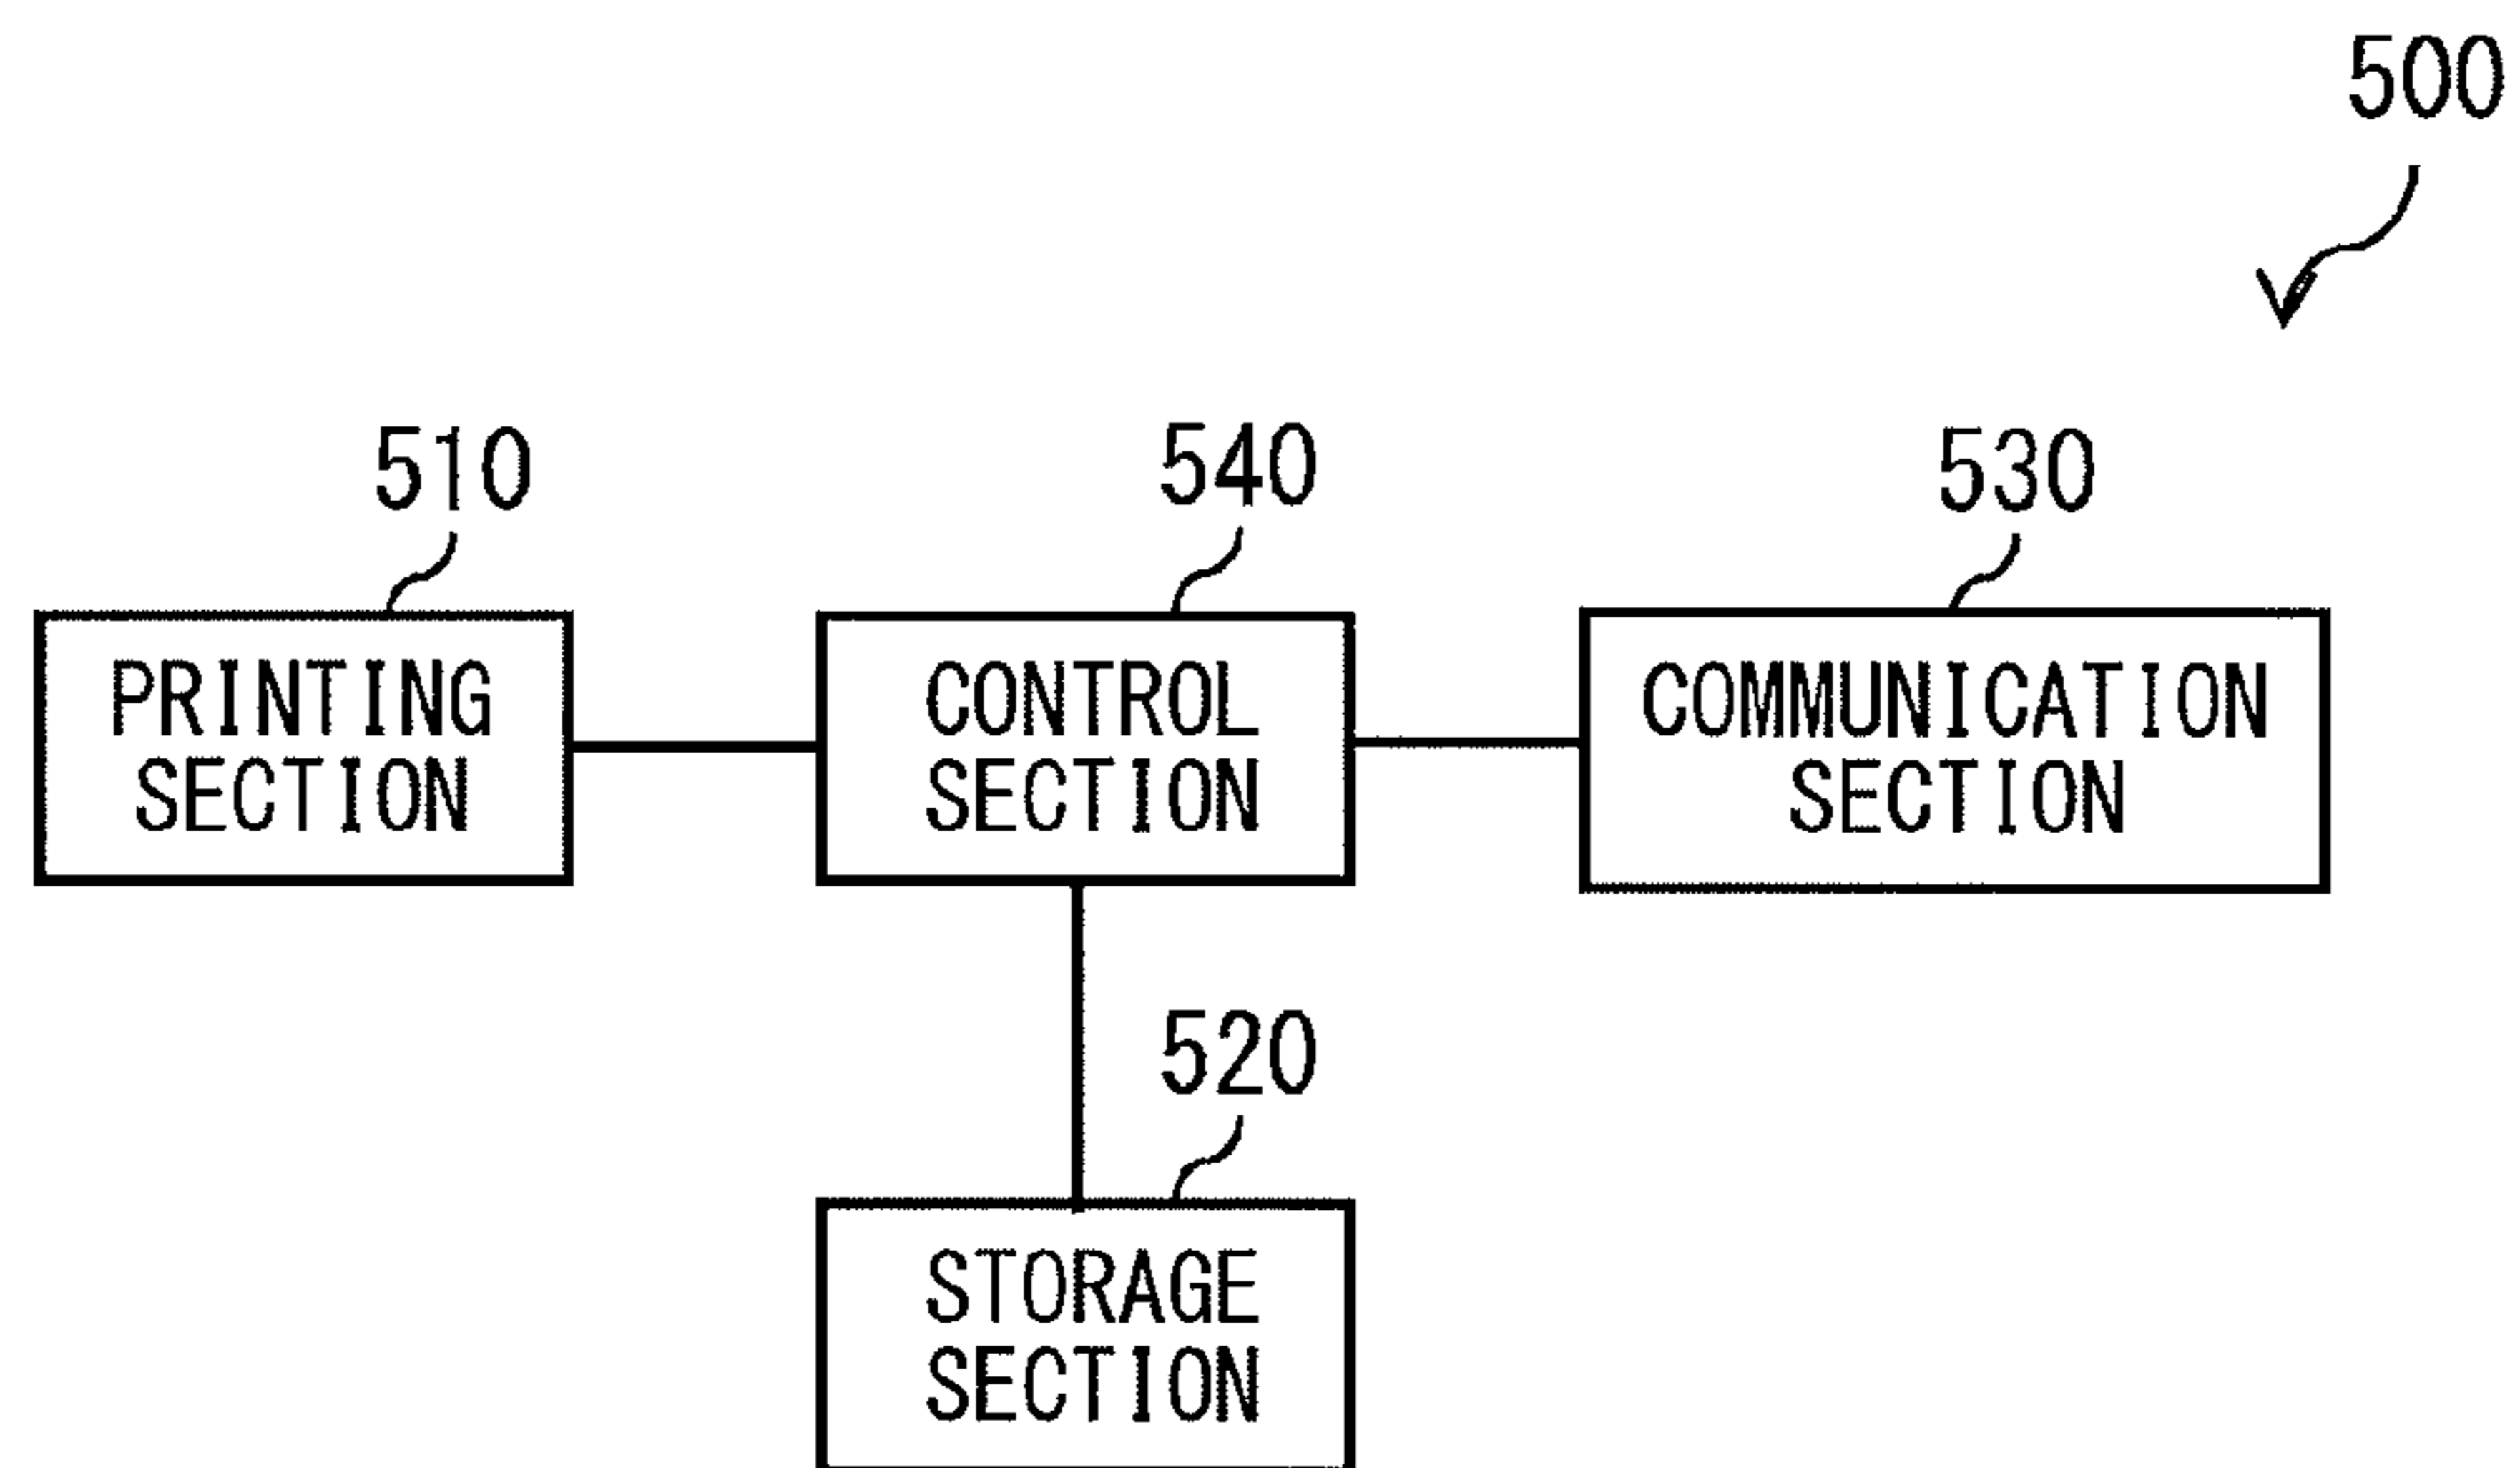 500
510
540
530
PRINTING
SECTION
CONTROL
SECTION
COMMUNICATION
SECTION
520
STORAGE
SECTION